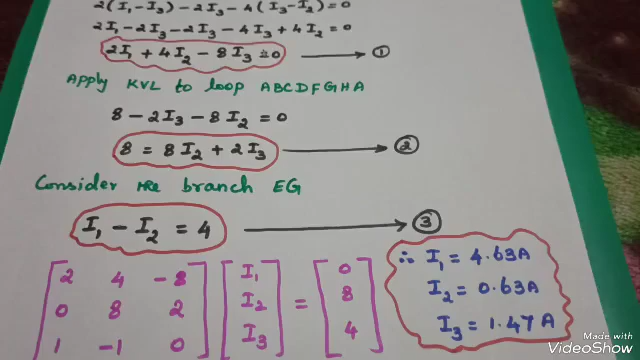 2(I₁-I₃)-2I₃-4(I₃-I₂)=0
2I₁-2I₃-2I₃-4I₃+4I₂=0
2I₁+4I₂-8I₃=0 → ①
Apply KVL to loop ABCDFGHA
8-2I₃-8I₂=0
8=8I₂+2I₃ → ②
Consider the branch EG
I₁-I₂=4 → ③
[2 4 -8] [I₁] [0]
[0 8 2] [I₂] = [8]
[1 -1 0] [I₃] [4]
∴ I₁=4.63A
I₂=0.63A
I₃=1.47A
Made with
VideoShow